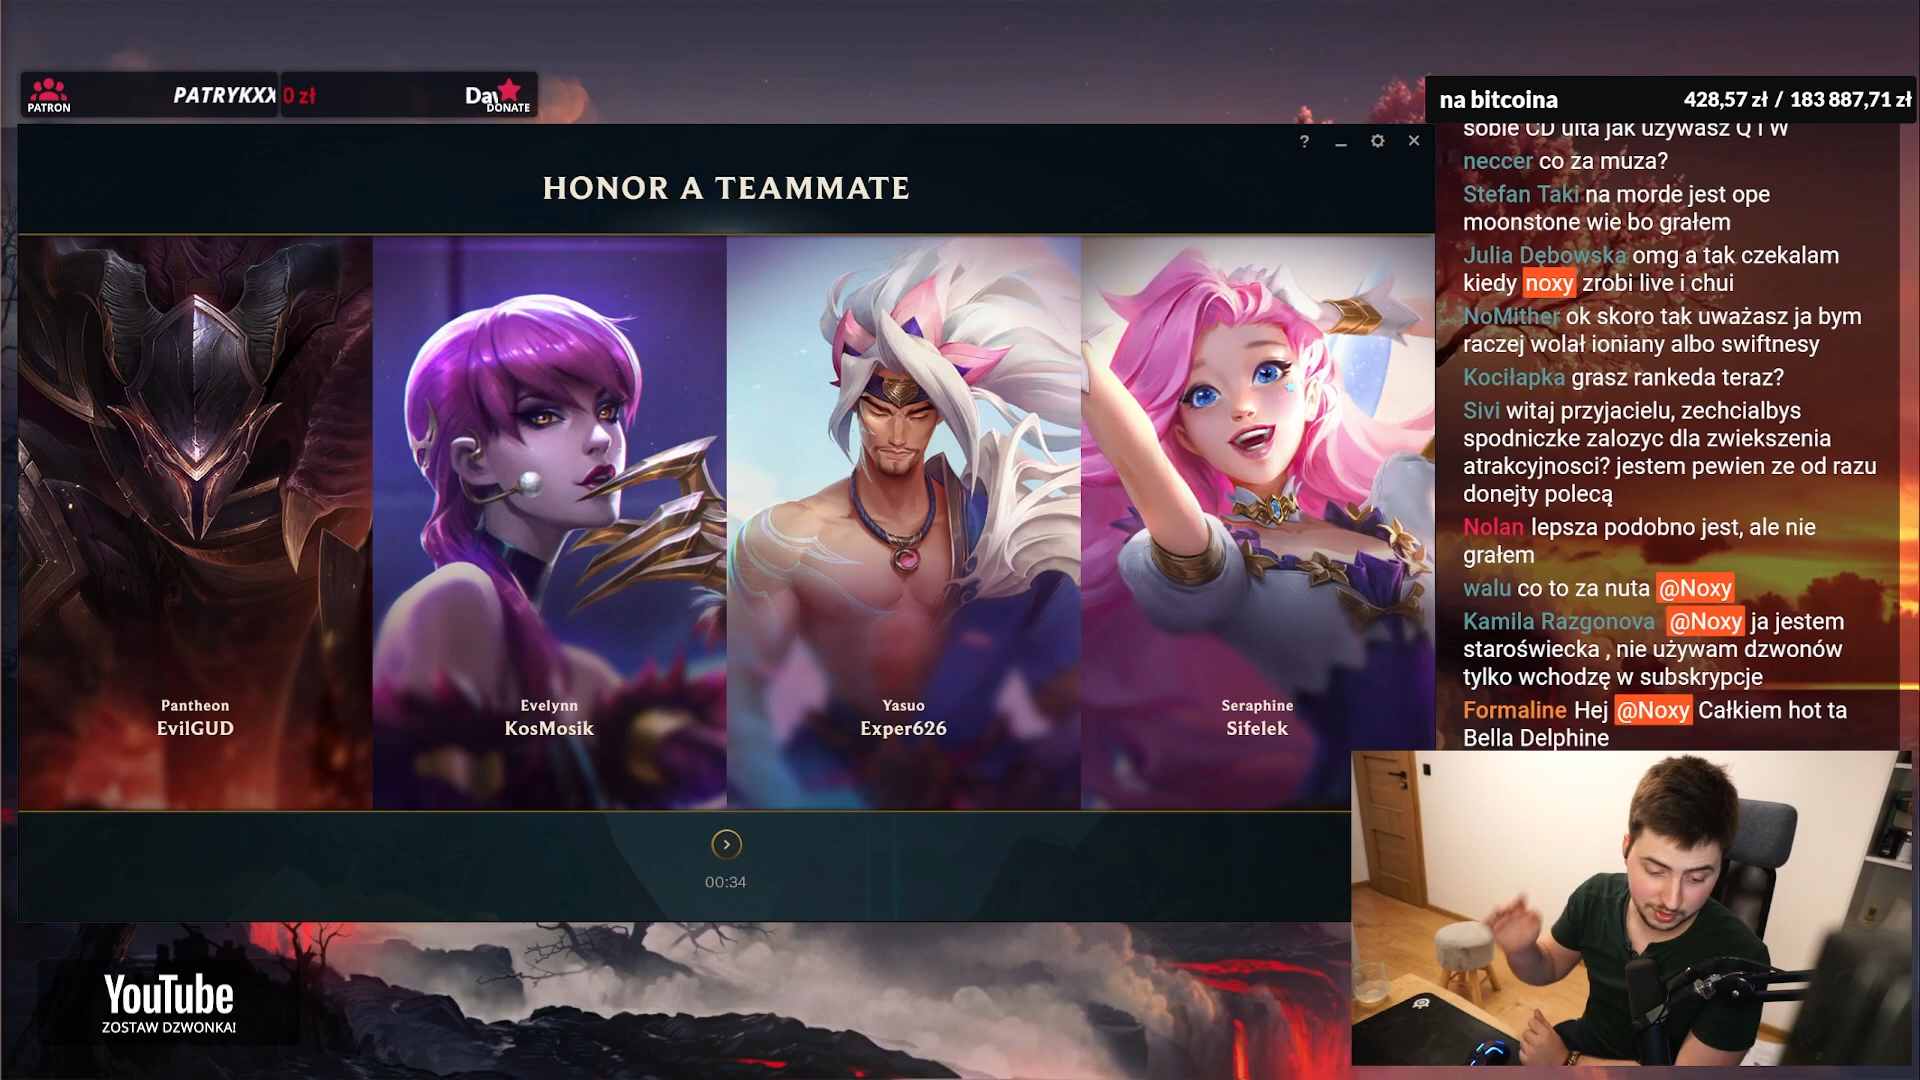 PATRON
PATRYKXX
0 zł
Dav
DONATE
na bitcoina
428,57 zł / 183 887,71 zł
HONOR A TEAMMATE
?
Pantheon
EvilGUD
Evelynn
KosMosik
Yasuo
Exper626
Seraphine
Sifelek
00:34
sobie CD ulta jak używasz Q i W
neccer co za muza?
Stefan Taki na morde jest ope
moonstone wie bo grałem
Julia Dębowska omg a tak czekalam
kiedy noxy zrobi live i chui
NoMither ok skoro tak uważasz ja bym
raczej wolał ioniany albo swiftnesy
Kociłapka grasz rankeda teraz?
Sivi witaj przyjacielu, zechcialbys
spodniczke zalozyc dla zwiekszenia
atrakcyjnosci? jestem pewien ze od razu
donejty polecą
Nolan lepsza podobno jest, ale nie
grałem
walu co to za nuta @Noxy
Kamila Razgonova @Noxy ja jestem
staroświecka , nie używam dzwonów
tylko wchodzę w subskrypcje
Formaline Hej @Noxy Całkiem hot ta
Bella Delphine
YouTube
ZOSTAW DZWONKA!